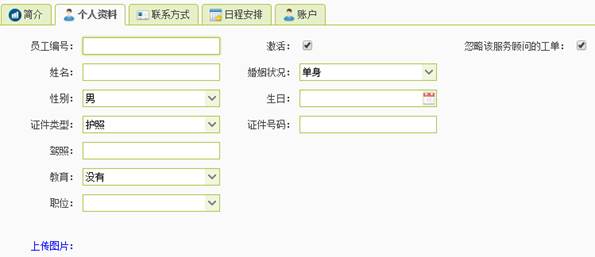 简介 个人资料 联系方式 日程安排 账户
员工编号: 激活: 忽略该服务顾问的工单:
姓名: 婚姻状况: 单身
性别: 男 生日:
证件类型: 护照 证件号码:
驾照:
教育: 没有
职位:
上传图片: